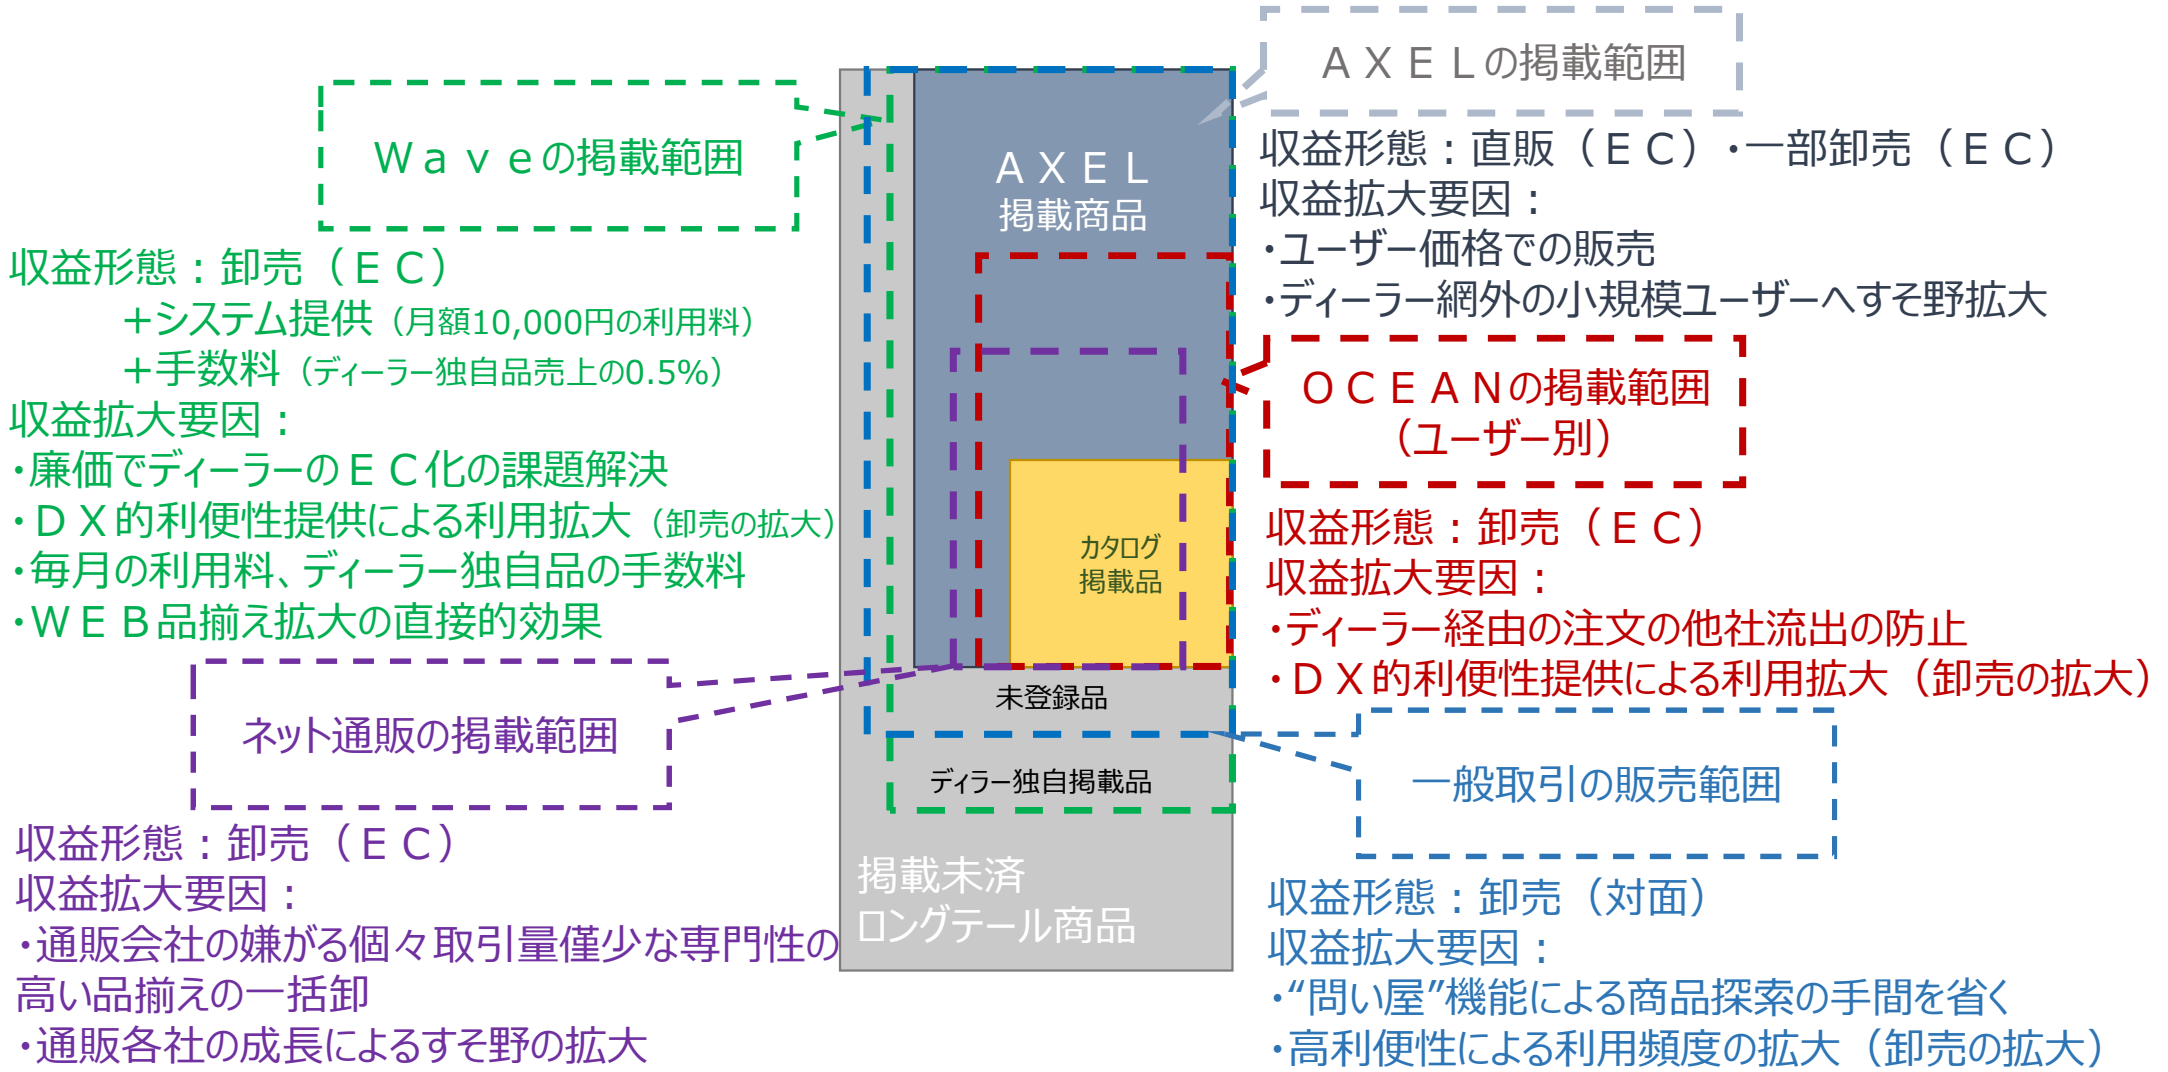 Ｗａｖｅの掲載範囲
収益形態：卸売（ＥＣ）
＋システム提供（月額10,000円の利用料）
＋手数料（ディーラー独自品売上の0.5%）
収益拡大要因：
・廉価でディーラーのＥＣ化の課題解決
・ＤＸ的利便性提供による利用拡大（卸売の拡大）
・毎月の利用料、ディーラー独自品の手数料
・ＷＥＢ品揃え拡大の直接的効果
ネット通販の掲載範囲
収益形態：卸売（ＥＣ）
収益拡大要因：
・通販会社の嫌がる個々取引量僅少な専門性の
高い品揃えの一括卸
・通販各社の成長によるすそ野の拡大
ＡＸＥＬ
掲載商品
カタログ
掲載品
未登録品
ディラー独自掲載品
掲載未済
ロングテール商品
ＡＸＥＬの掲載範囲
収益形態：直販（ＥＣ）・一部卸売（ＥＣ）
収益拡大要因：
・ユーザー価格での販売
・ディーラー網外の小規模ユーザーへすそ野拡大
ＯＣＥＡＮの掲載範囲
（ユーザー別）
収益形態：卸売（ＥＣ）
収益拡大要因：
・ディーラー経由の注文の他社流出の防止
・ＤＸ的利便性提供による利用拡大（卸売の拡大）
一般取引の販売範囲
収益形態：卸売（対面）
収益拡大要因：
・“問い屋”機能による商品探索の手間を省く
・高利便性による利用頻度の拡大（卸売の拡大）